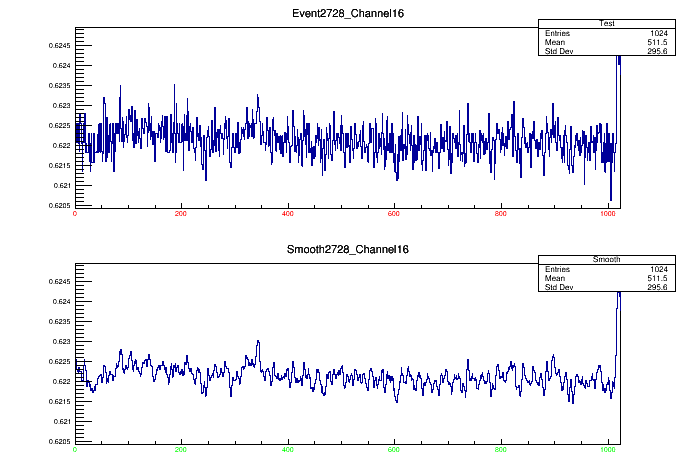 Event2728_Channel16
Test
Entries 1024
Mean 511.5
Std Dev 295.6
0.6245
0.624
0.6235
0.623
0.6225
0.622
0.6215
0.621
0.6205
0 200 400 600 800 1000
Smooth2728_Channel16
Smooth
Entries 1024
Mean 511.5
Std Dev 295.6
0.6245
0.624
0.6235
0.623
0.6225
0.622
0.6215
0.621
0.6205
0 200 400 600 800 1000